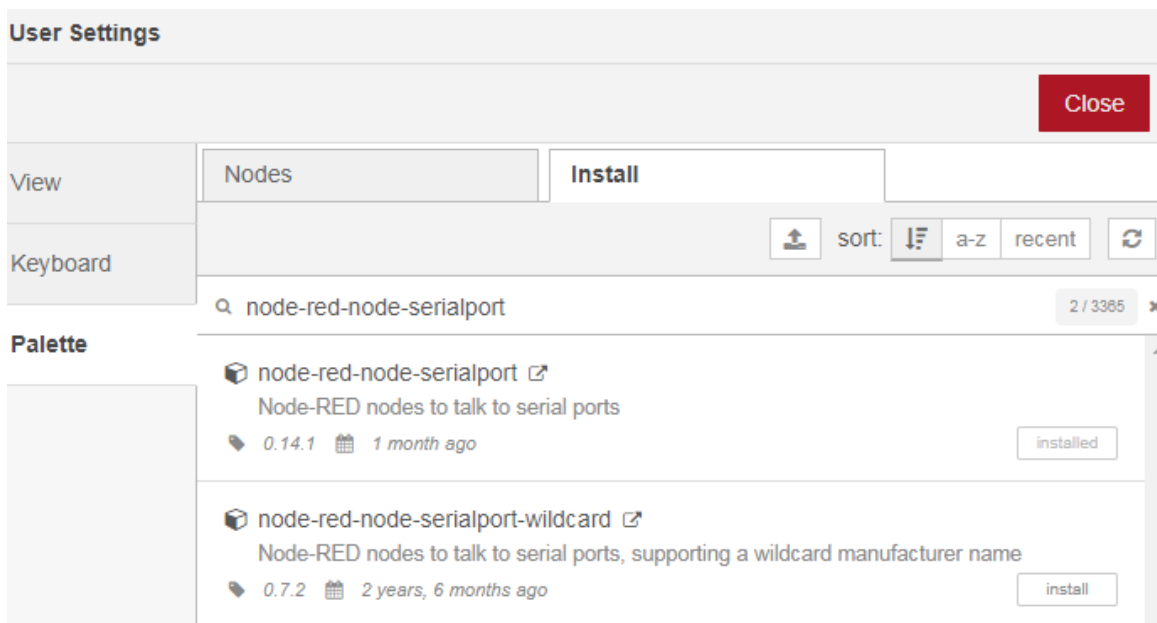 User Settings
Close
View
Keyboard
Palette
Nodes
Install
sort: a-z recent
node-red-node-serialport 2 / 3365
node-red-node-serialport
Node-RED nodes to talk to serial ports
0.14.1 1 month ago installed
node-red-node-serialport-wildcard
Node-RED nodes to talk to serial ports, supporting a wildcard manufacturer name
0.7.2 2 years, 6 months ago install